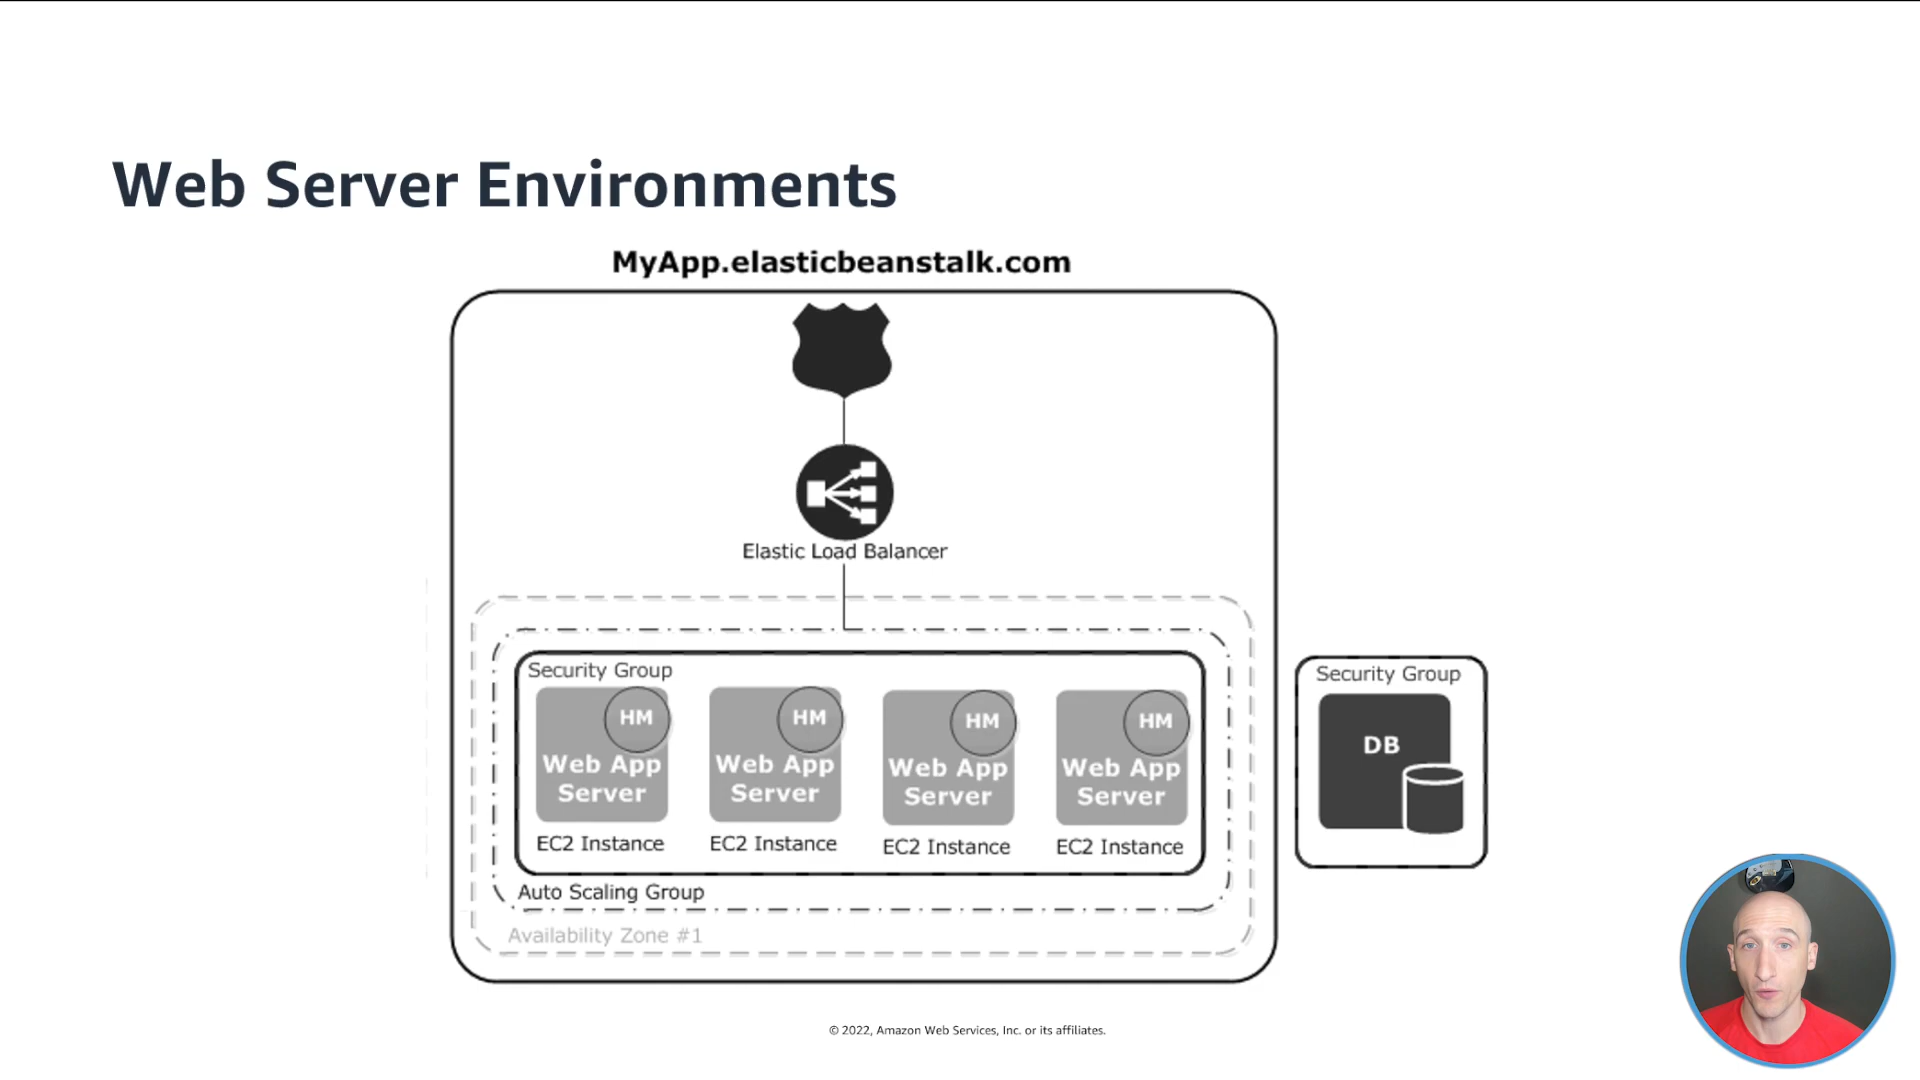 Web Server Environments
MyApp.elasticbeanstalk.com
Elastic Load Balancer
Security Group
HM
Web App
Server
EC2 Instance
HM
Web App
Server
EC2 Instance
HM
Web App
Server
EC2 Instance
HM
Web App
Server
EC2 Instance
Auto Scaling Group
Availability Zone #1
Security Group
DB
© 2022, Amazon Web Services, Inc. or its affiliates.